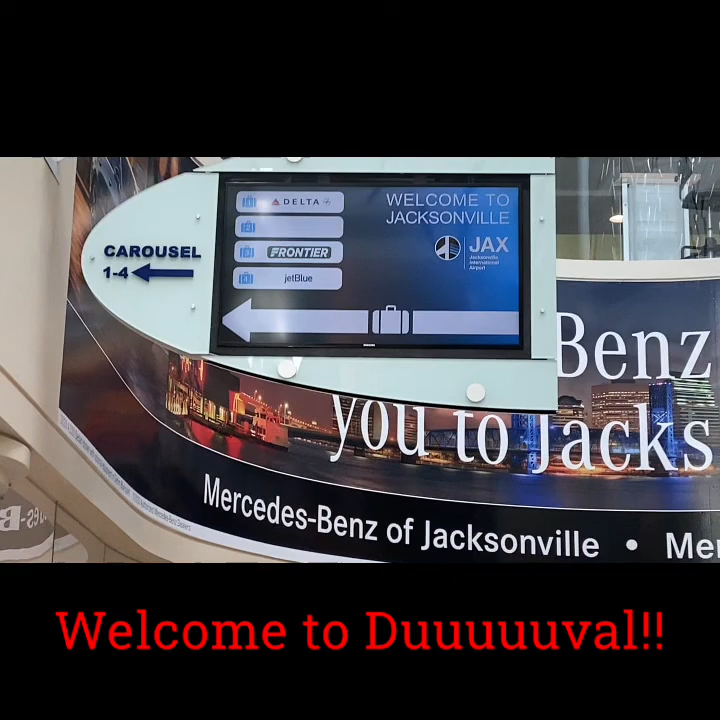 DELTA
WELCOME TO
JACKSONVILLE
FRONTIER
JAX
Jacksonville
International
Airport
jetBlue
CAROUSEL
1-4
Benz
you to Jacks
Mercedes-Benz of Jacksonville • Mer
Welcome to Duuuuuval!!